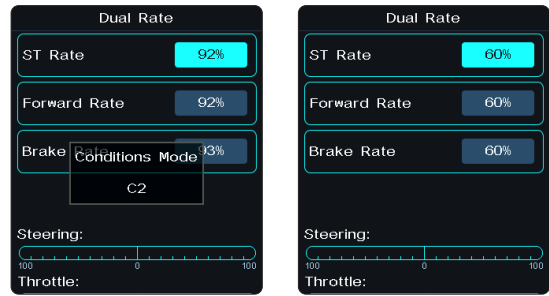 Dual Rate
ST Rate 92%
Forward Rate 92%
Brake Rate 93%
Conditions Mode
C2
Steering:
100 0 100
Throttle:
Dual Rate
ST Rate 60%
Forward Rate 60%
Brake Rate 60%
Steering:
100 0 100
Throttle: